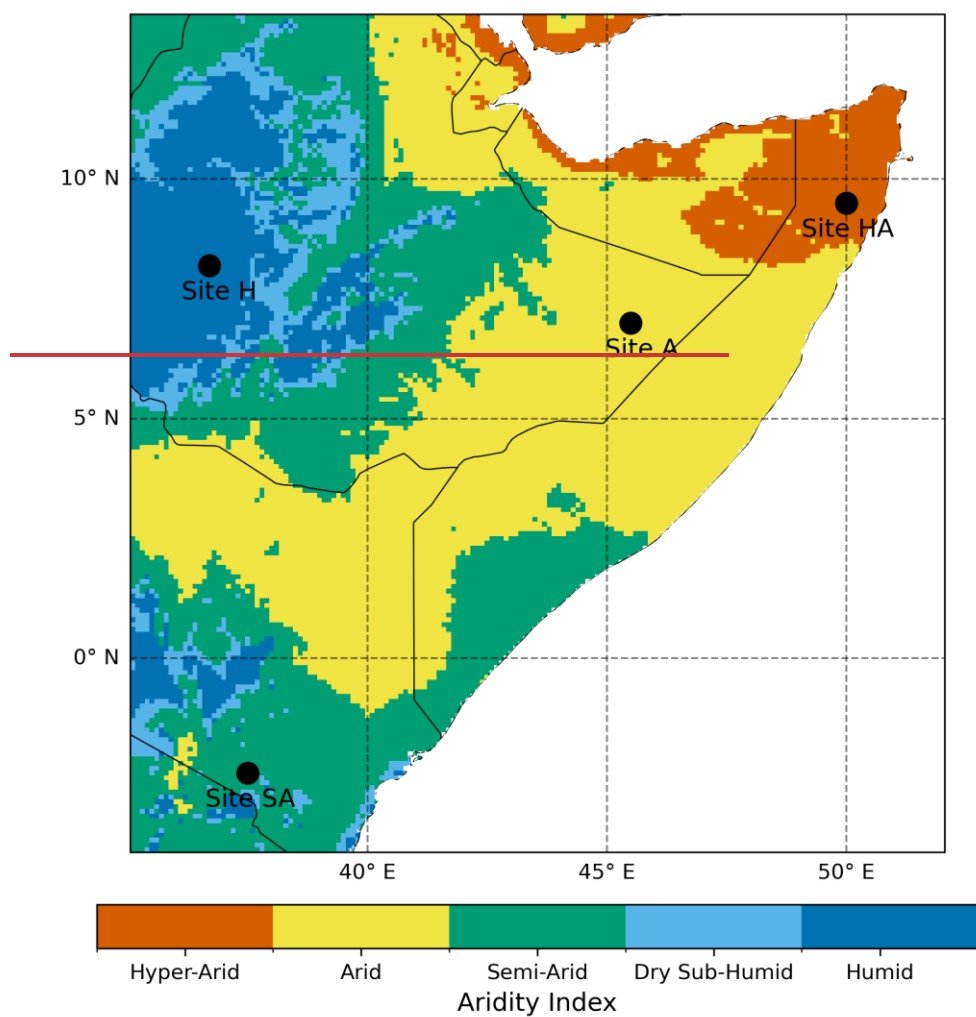 10° N
Site HA
Site H
Site A
5° N
0° N
Site SA
40° E 45° E 50° E
Hyper-Arid Arid Semi-Arid Dry Sub-Humid Humid
Aridity Index